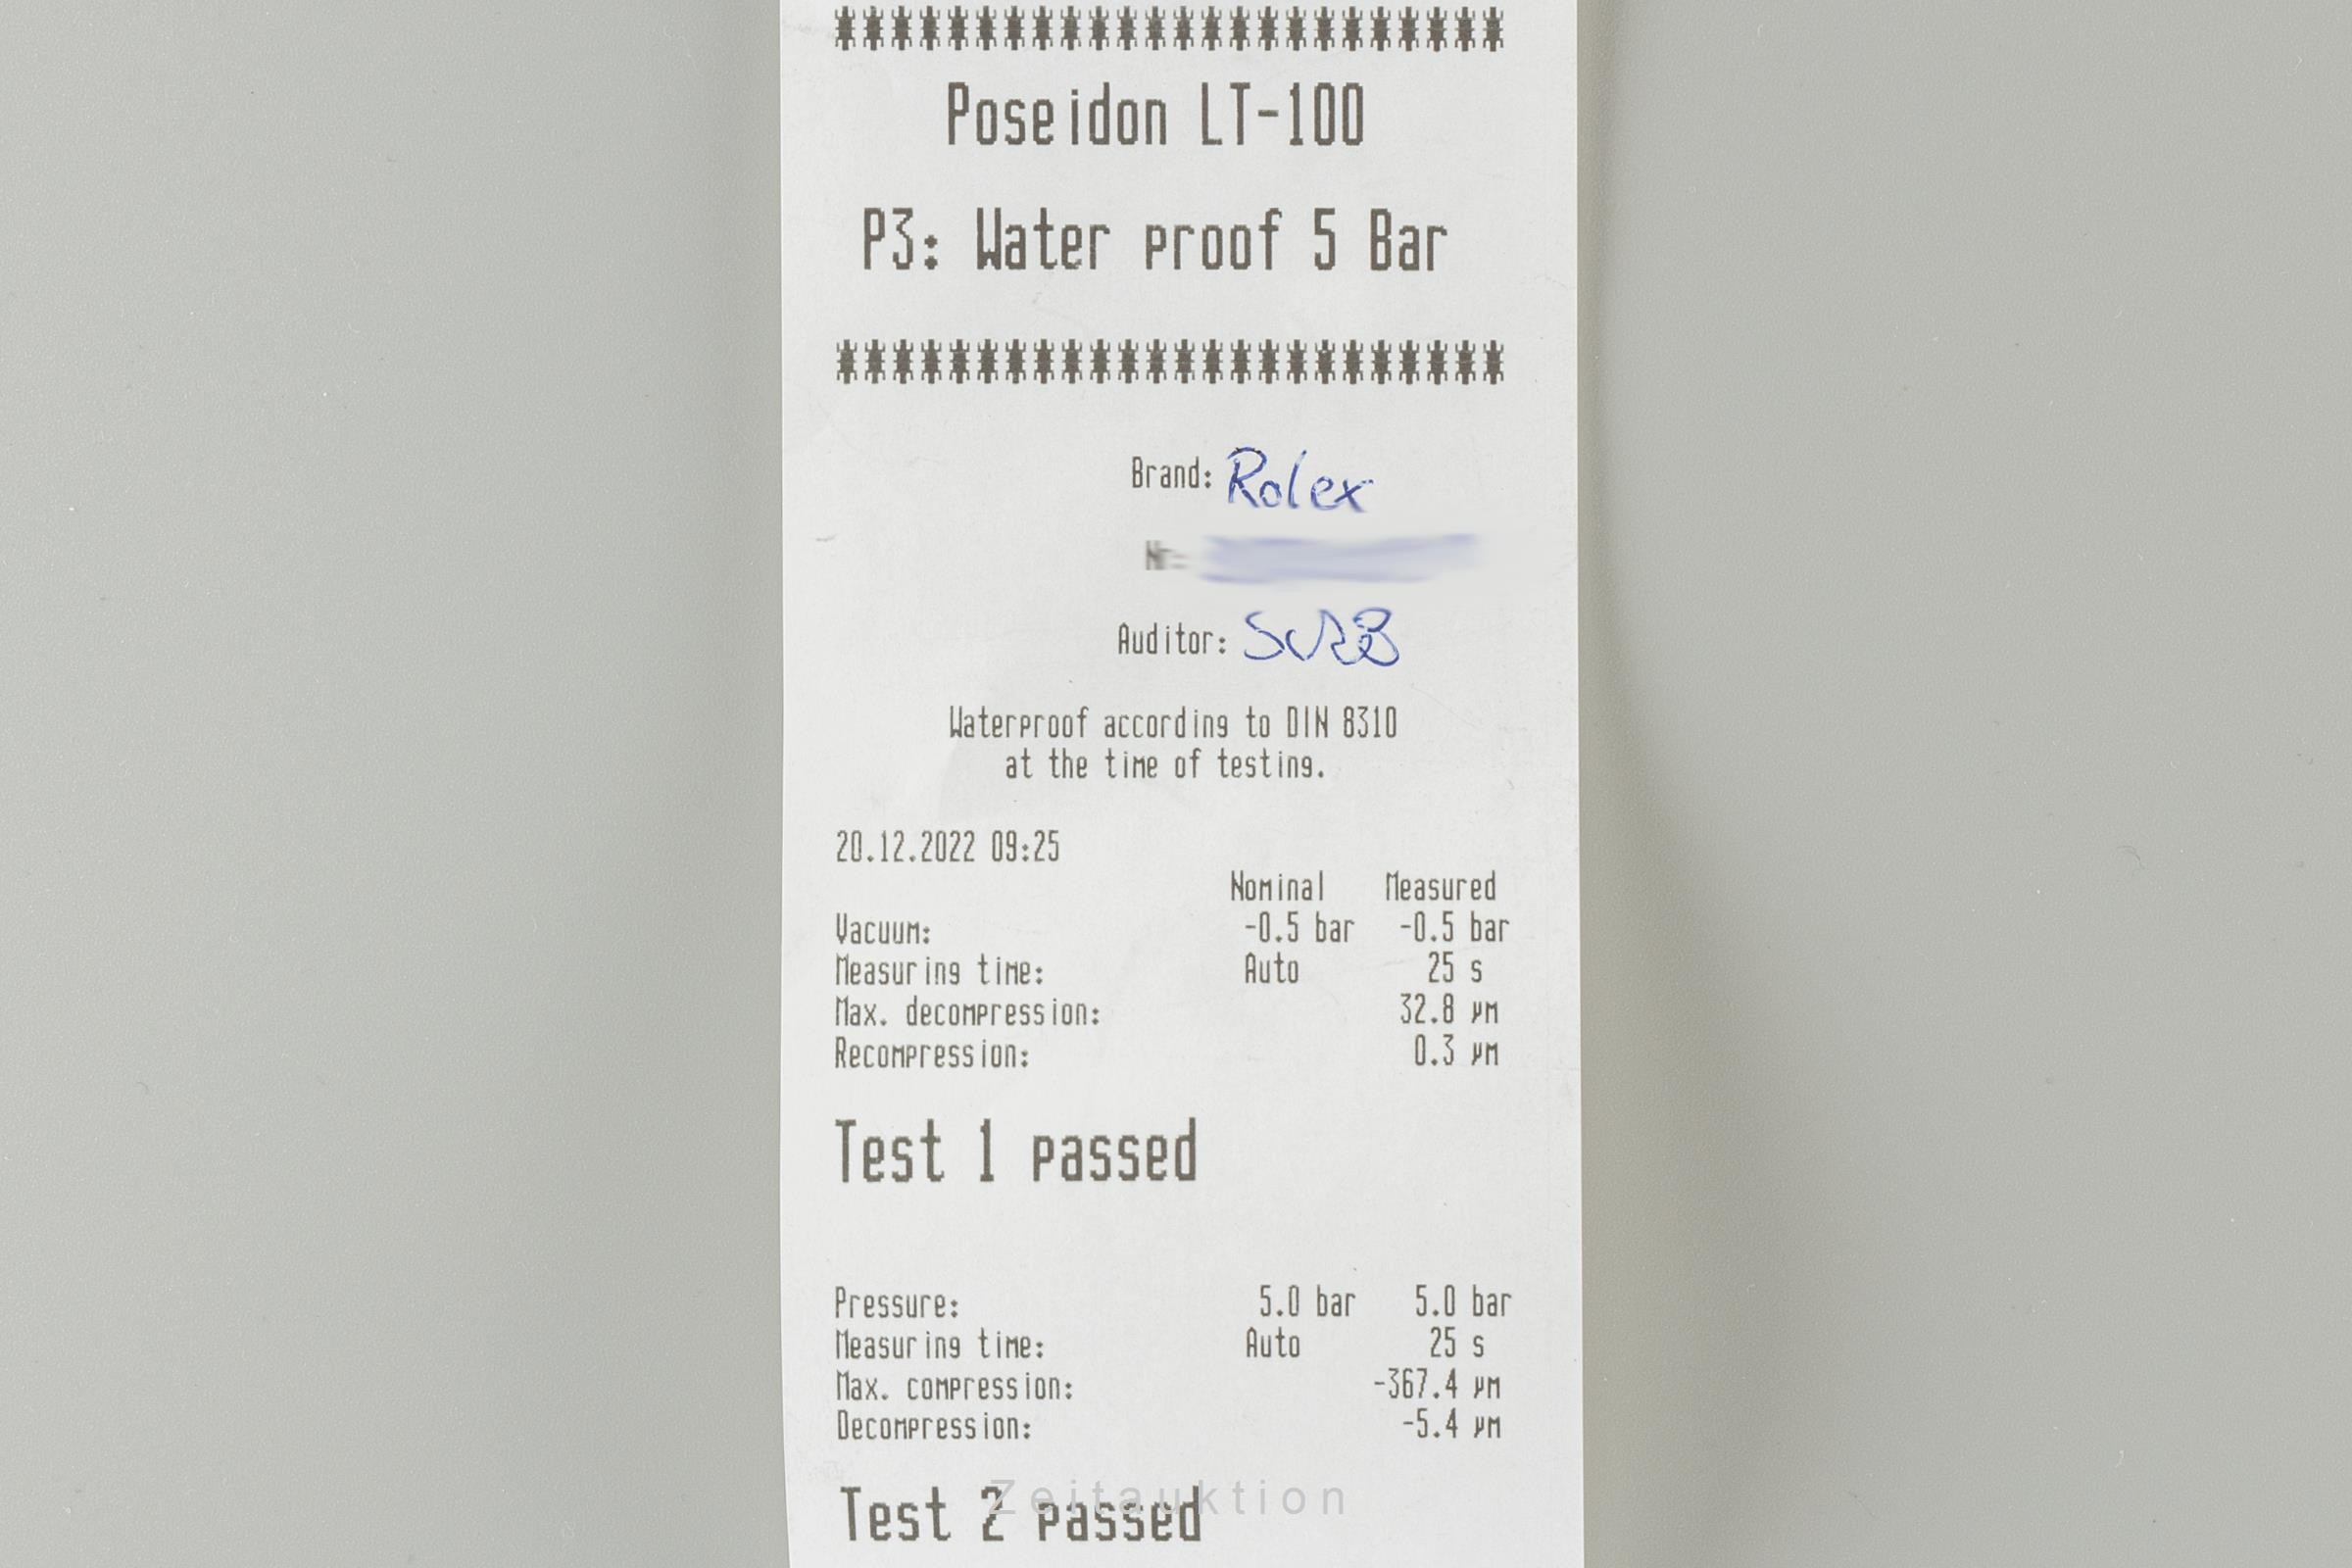 ************************
Poseidon LT-100
P3: Water proof 5 Bar
************************
Brand: Rolex
Nr:
Auditor:
Waterproof according to DIN 8310
at the time of testing.
20.12.2022 09:25
Nominal Measured
Vacuum: -0.5 bar -0.5 bar
Measuring time: Auto 25 s
Max. decompression: 32.8 µm
Recompression: 0.3 µm
Test 1 passed
Pressure: 5.0 bar 5.0 bar
Measuring time: Auto 25 s
Max. compression: -367.4 µm
Decompression: -5.4 µm
Test 2 passed
Zeitauktion